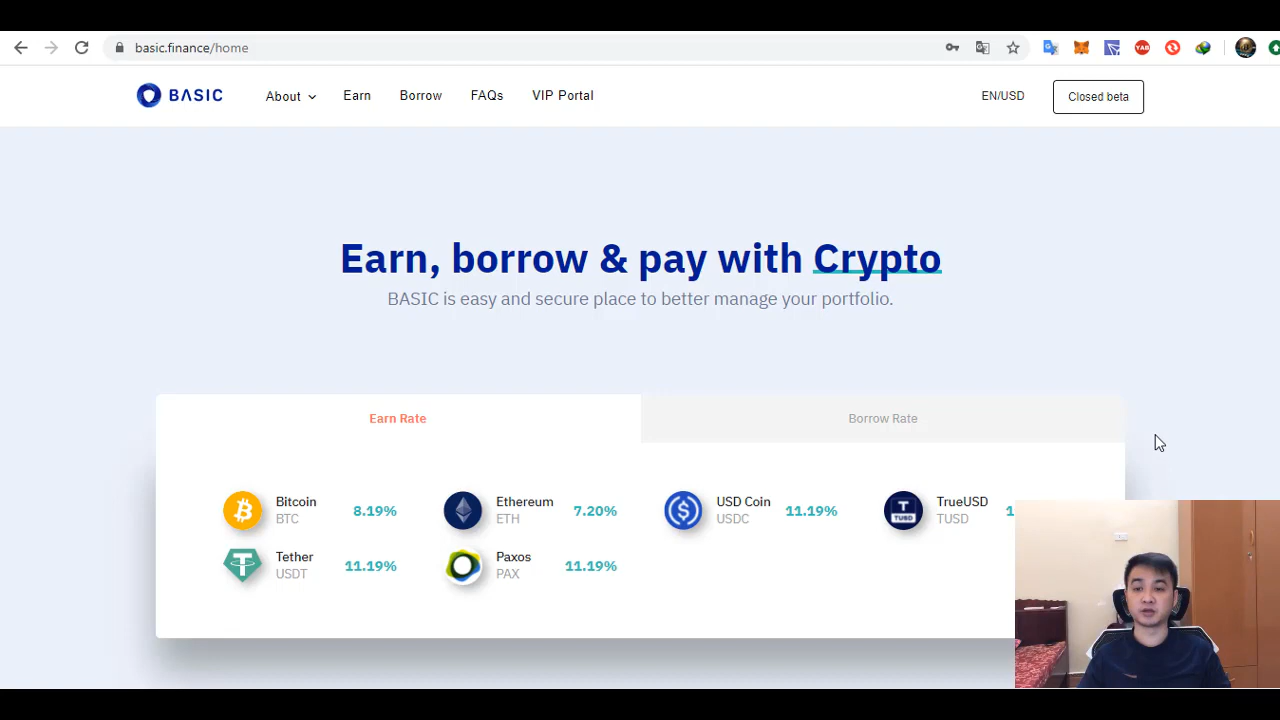 basic.finance/home
BASIC
About
Earn
Borrow
FAQs
VIP Portal
EN/USD
Closed beta
Earn, borrow & pay with Crypto
BASIC is easy and secure place to better manage your portfolio.
Earn Rate
Borrow Rate
Bitcoin
BTC
8.19%
Ethereum
ETH
7.20%
USD Coin
USDC
11.19%
TrueUSD
TUSD
Tether
USDT
11.19%
Paxos
PAX
11.19%